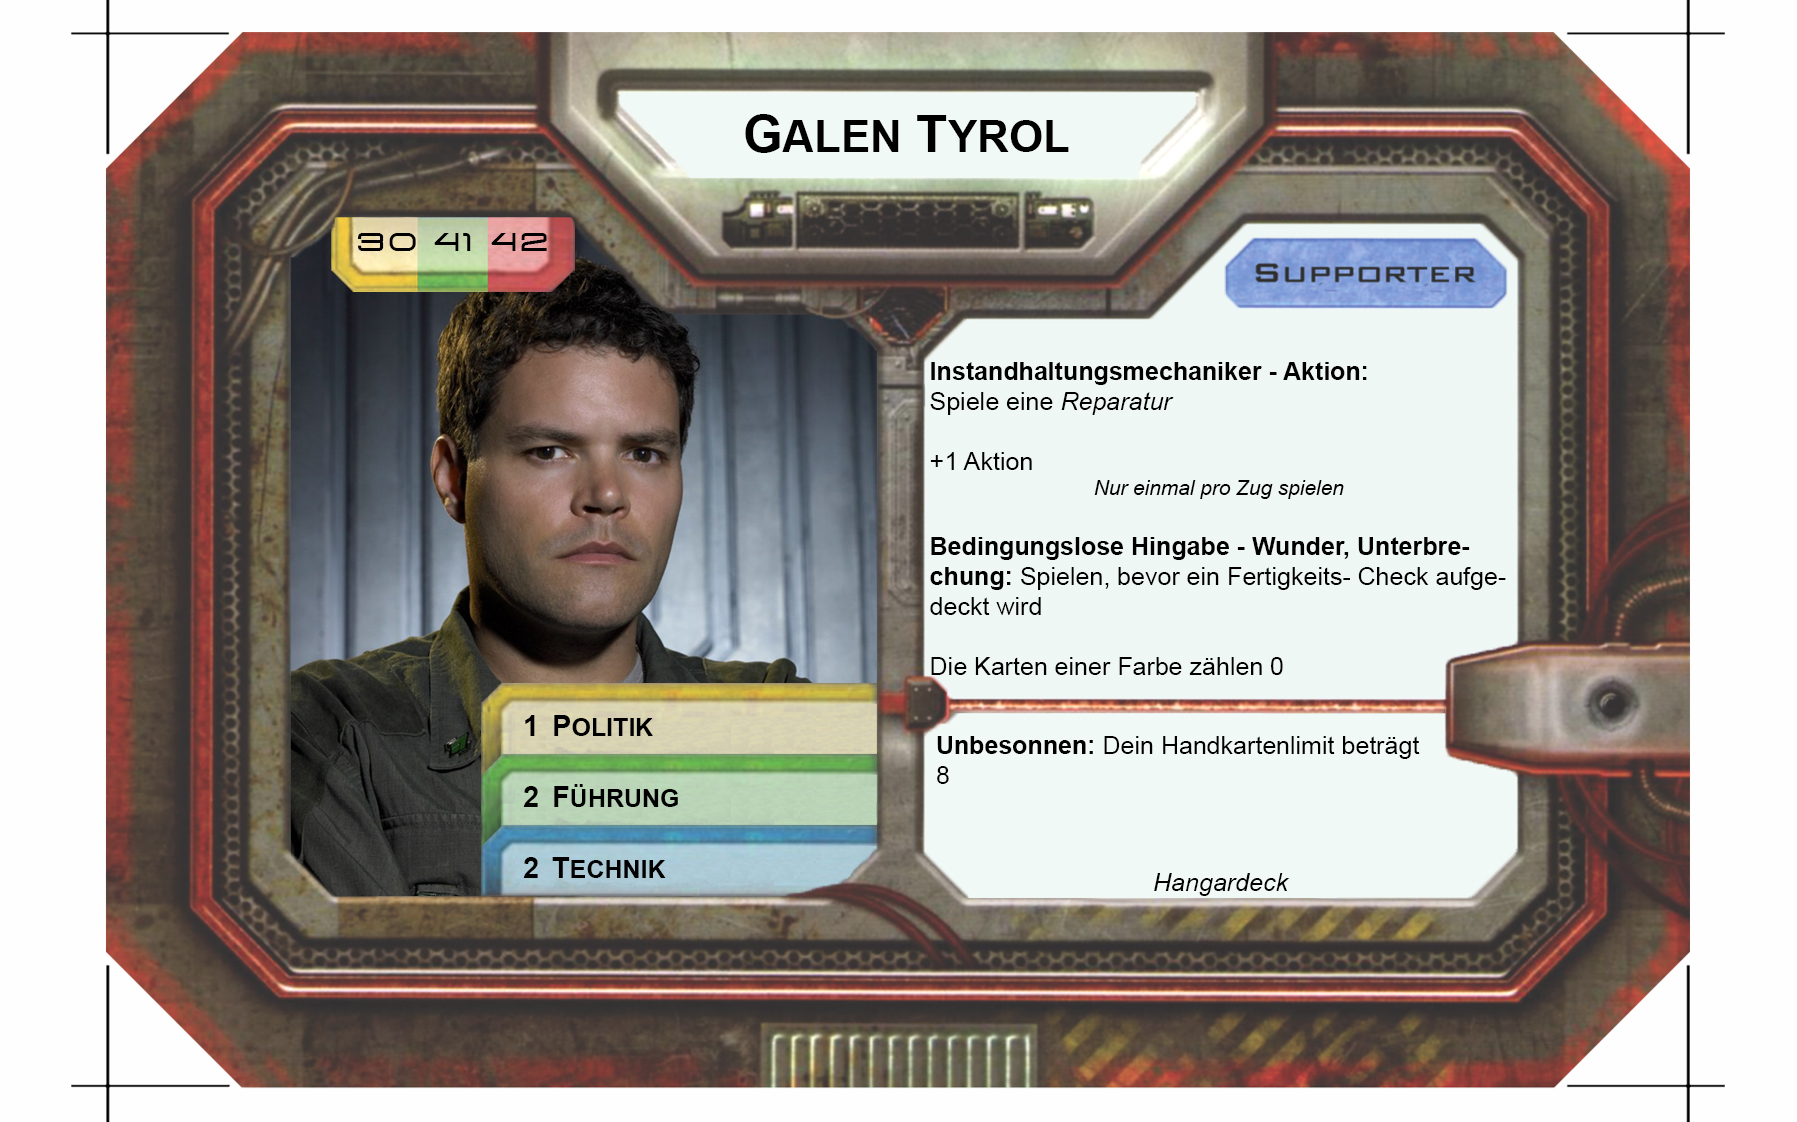 GALEN TYROL
30 41 42
SUPPORTER
Instandhaltungsmechaniker - Aktion:
Spiele eine Reparatur
+1 Aktion
Nur einmal pro Zug spielen
Bedingungslose Hingabe - Wunder, Unterbre-
chung: Spielen, bevor ein Fertigkeits- Check aufge-
deckt wird
Die Karten einer Farbe zählen 0
1 POLITIK
2 FÜHRUNG
2 TECHNIK
Unbesonnen: Dein Handkartenlimit beträgt
8
Hangardeck